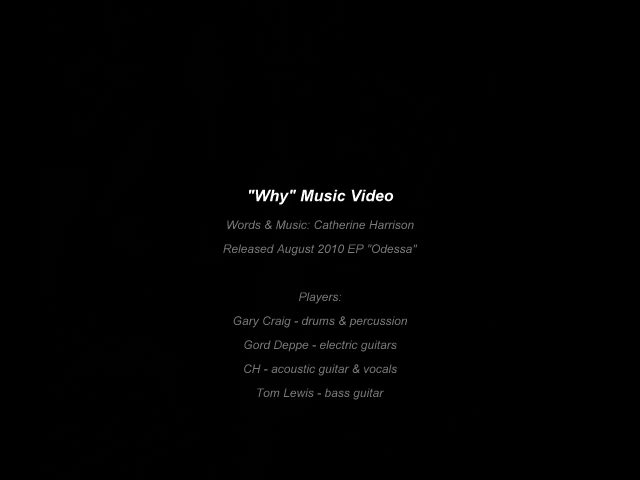 "Why" Music Video
Words & Music: Catherine Harrison
Released August 2010 EP "Odessa"
Players:
Gary Craig - drums & percussion
Gord Deppe - electric guitars
CH - acoustic guitar & vocals
Tom Lewis - bass guitar